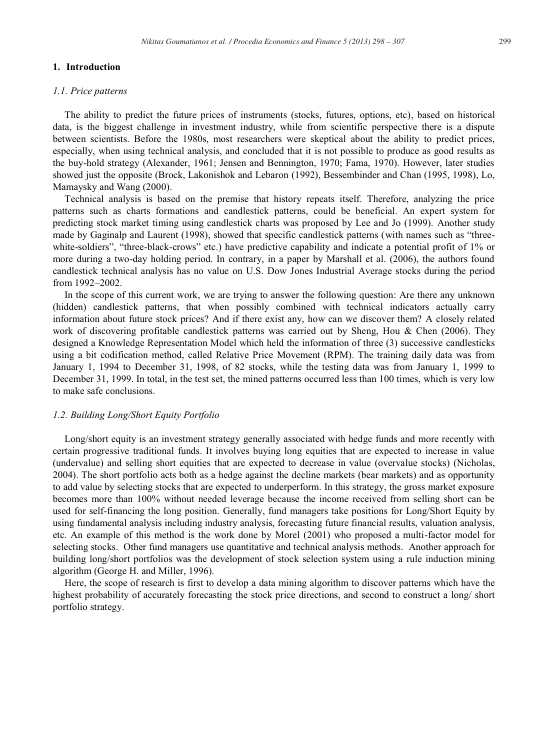 Nikitas Goumatianos et al. / Procedia Economics and Finance 5 (2013) 298 – 307
299
1. Introduction
1.1. Price patterns
The ability to predict the future prices of instruments (stocks, futures, options, etc), based on historical
data, is the biggest challenge in investment industry, while from scientific perspective there is a dispute
between scientists. Before the 1980s, most researchers were skeptical about the ability to predict prices,
especially, when using technical analysis, and concluded that it is not possible to produce as good results as
the buy-hold strategy (Alexander, 1961; Jensen and Bennington, 1970; Fama, 1970). However, later studies
showed just the opposite (Brock, Lakonishok and Lebaron (1992), Bessembinder and Chan (1995, 1998), Lo,
Mamaysky and Wang (2000).
Technical analysis is based on the premise that history repeats itself. Therefore, analyzing the price
patterns such as charts formations and candlestick patterns, could be beneficial. An expert system for
predicting stock market timing using candlestick charts was proposed by Lee and Jo (1999). Another study
made by Gaginalp and Laurent (1998), showed that specific candlestick patterns (with names such as “three-
white-soldiers”, “three-black-crows” etc.) have predictive capability and indicate a potential profit of 1% or
more during a two-day holding period. In contrary, in a paper by Marshall et al. (2006), the authors found
candlestick technical analysis has no value on U.S. Dow Jones Industrial Average stocks during the period
from 1992–2002.
In the scope of this current work, we are trying to answer the following question: Are there any unknown
(hidden) candlestick patterns, that when possibly combined with technical indicators actually carry
information about future stock prices? And if there exist any, how can we discover them? A closely related
work of discovering profitable candlestick patterns was carried out by Sheng, Hou & Chen (2006). They
designed a Knowledge Representation Model which held the information of three (3) successive candlesticks
using a bit codification method, called Relative Price Movement (RPM). The training daily data was from
January 1, 1994 to December 31, 1998, of 82 stocks, while the testing data was from January 1, 1999 to
December 31, 1999. In total, in the test set, the mined patterns occurred less than 100 times, which is very low
to make safe conclusions.
1.2. Building Long/Short Equity Portfolio
Long/short equity is an investment strategy generally associated with hedge funds and more recently with
certain progressive traditional funds. It involves buying long equities that are expected to increase in value
(undervalue) and selling short equities that are expected to decrease in value (overvalue stocks) (Nicholas,
2004). The short portfolio acts both as a hedge against the decline markets (bear markets) and as opportunity
to add value by selecting stocks that are expected to underperform. In this strategy, the gross market exposure
becomes more than 100% without needed leverage because the income received from selling short can be
used for self-financing the long position. Generally, fund managers take positions for Long/Short Equity by
using fundamental analysis including industry analysis, forecasting future financial results, valuation analysis,
etc. An example of this method is the work done by Morel (2001) who proposed a multi-factor model for
selecting stocks. Other fund managers use quantitative and technical analysis methods. Another approach for
building long/short portfolios was the development of stock selection system using a rule induction mining
algorithm (George H. and Miller, 1996).
Here, the scope of research is first to develop a data mining algorithm to discover patterns which have the
highest probability of accurately forecasting the stock price directions, and second to construct a long/ short
portfolio strategy.